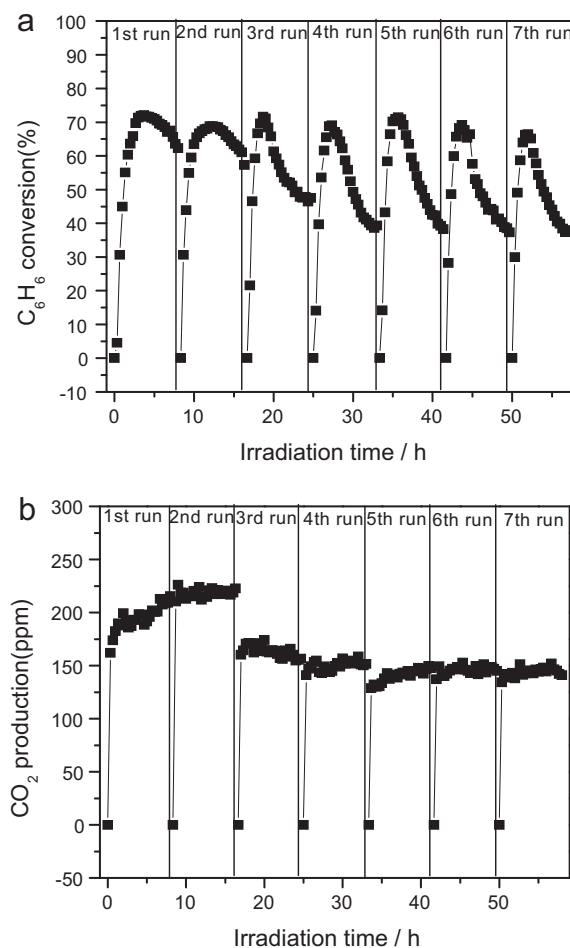 a
1st run 2nd run 3rd run 4th run 5th run 6th run 7th run
100
90
80
70
60
50
40
30
20
10
0
-10
C6H6 conversion(%)
0 10 20 30 40 50
Irradiation time / h
b
1st run 2nd run 3rd run 4th run 5th run 6th run 7th run
300
250
200
150
100
50
0
-50
CO2 production(ppm)
0 10 20 30 40 50
Irradiation time / h